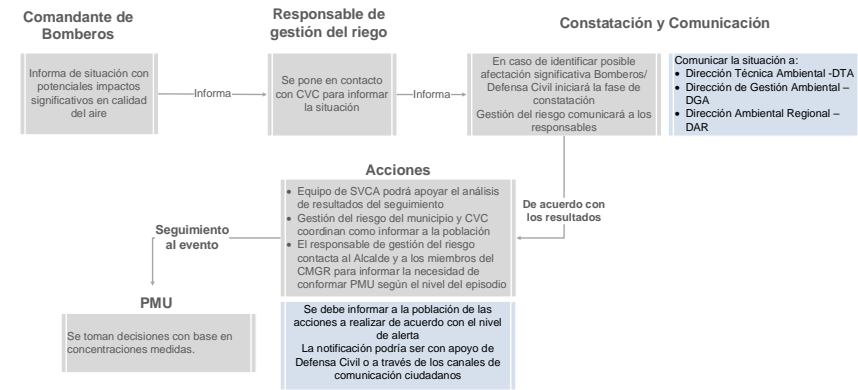 Comandante de
Bomberos
Informa de situación con
potenciales impactos
significativos en calidad
del aire
Informa
Responsable de
gestión del riego
Se pone en contacto
con CVC para informar
la situación
Informa
Constatación y Comunicación
En caso de identificar posible
afectación significativa Bomberos/
Defensa Civil iniciará la fase de
constatación
Gestión del riesgo comunicará a los
responsables
Comunicar la situación a:
• Dirección Técnica Ambiental -DTA
• Dirección de Gestión Ambiental –
DGA
• Dirección Ambiental Regional –
DAR
De acuerdo con
los resultados
Acciones
• Equipo de SVCA podrá apoyar el análisis
de resultados del seguimiento
• Gestión del riesgo del municipio y CVC
coordinan como informar a la población
• El responsable de gestión del riesgo
contacta al Alcalde y a los miembros del
CMGR para informar la necesidad de
conformar PMU según el nivel del episodio
Se debe informar a la población de las
acciones a realizar de acuerdo con el nivel
de alerta
La notificación podría ser con apoyo de
Defensa Civil o a través de los canales de
comunicación ciudadanos
Seguimiento
al evento
PMU
Se toman decisiones con base en
concentraciones medidas.